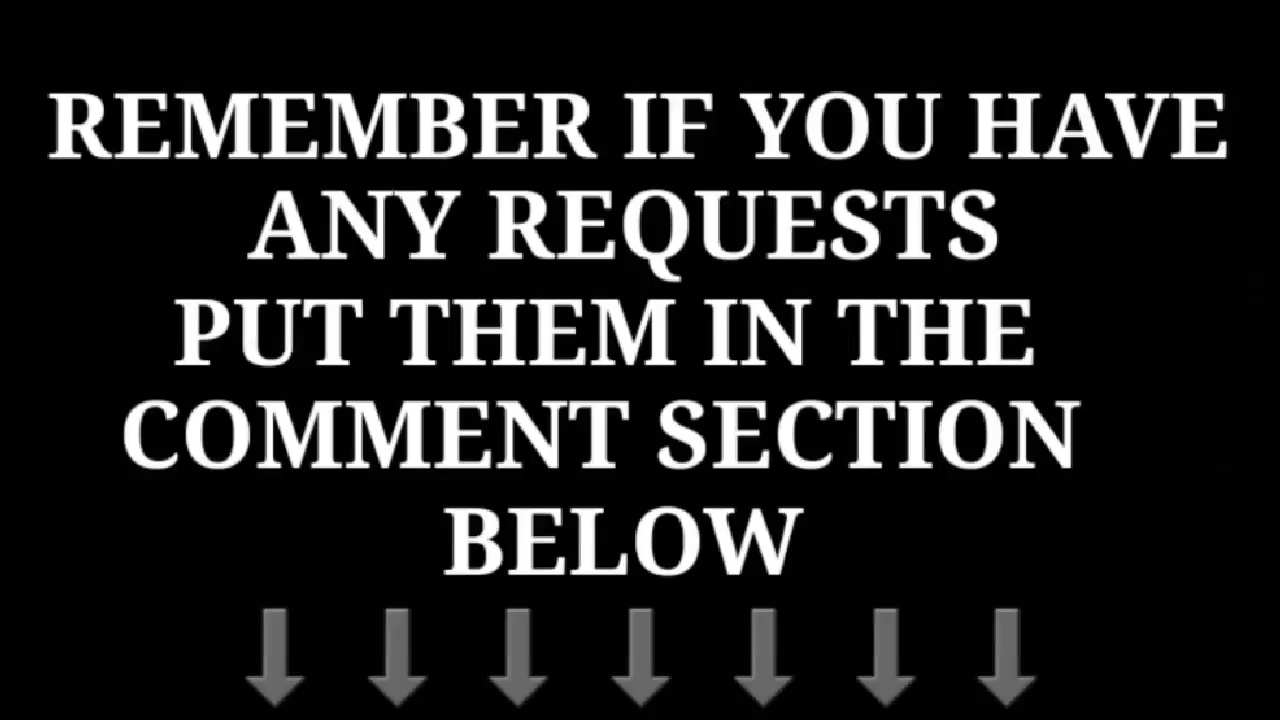 REMEMBER IF YOU HAVE
ANY REQUESTS
PUT THEM IN THE
COMMENT SECTION
BELOW